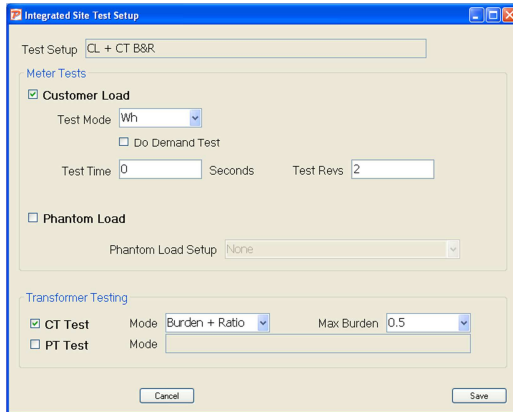 Integrated Site Test Setup
Test Setup CL + CT B&R
Meter Tests
Customer Load
Test Mode Wh
Do Demand Test
Test Time 0 Seconds Test Revs 2
Phantom Load
Phantom Load Setup None
Transformer Testing
CT Test Mode Burden + Ratio Max Burden 0.5
PT Test Mode
Cancel Save